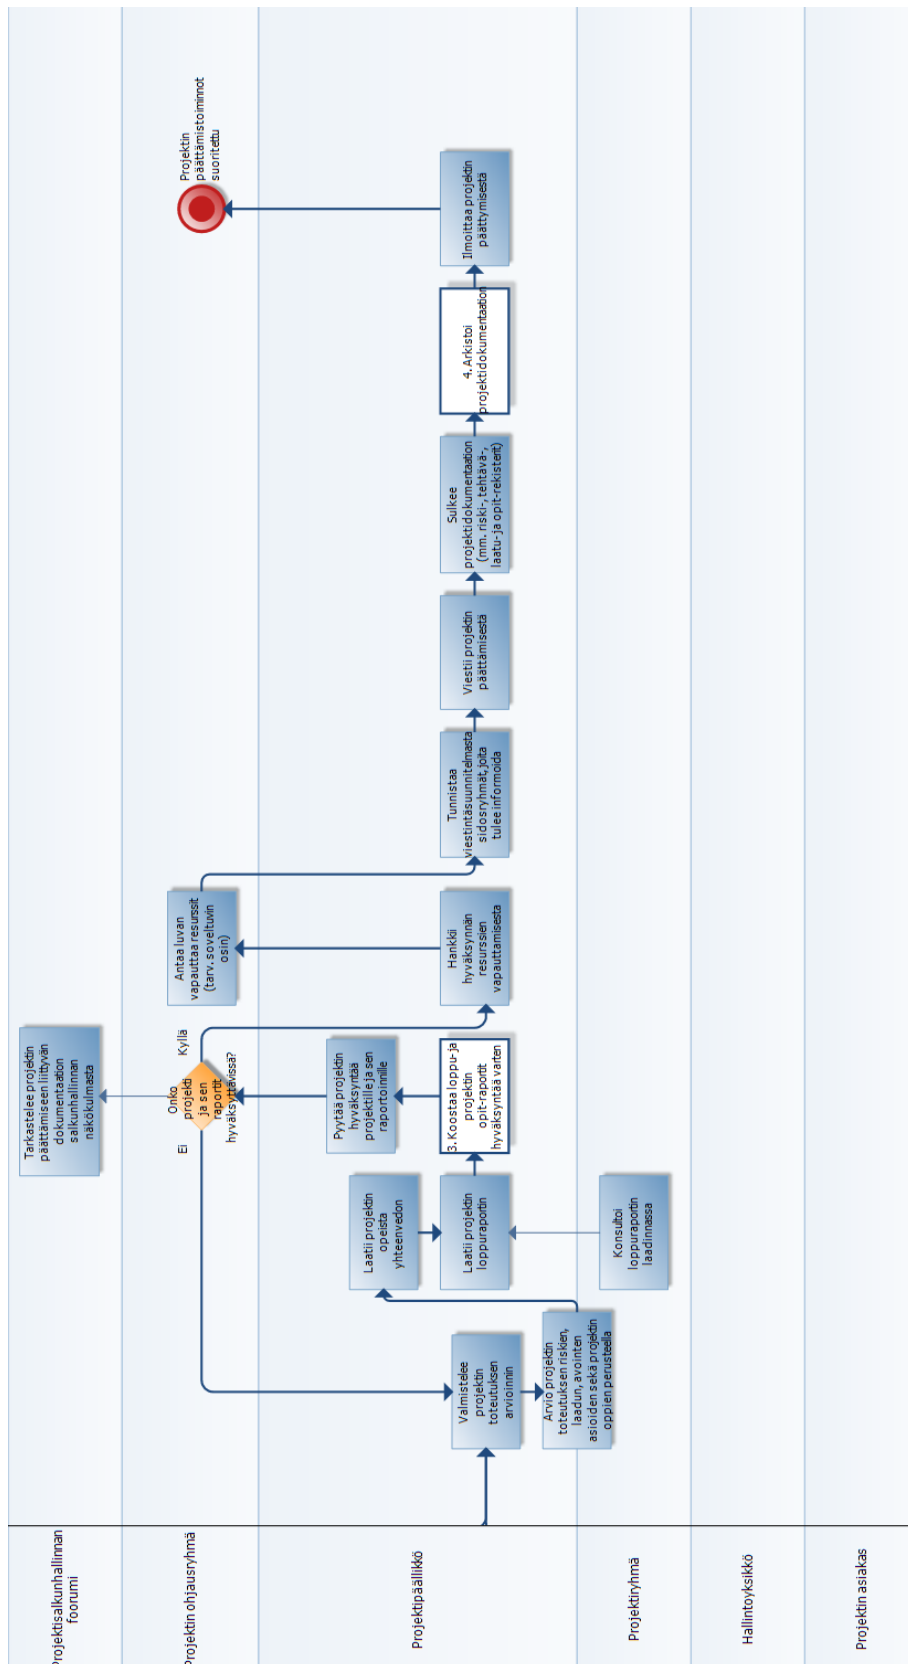 Projektisalkunhallinnan
foorumi
Projektin ohjausryhmä
Projektipäällikkö
Projektiryhmä
Hallintoyksikkö
Projektin asiakas
Tarkastelee projektin
päättämiseen liittyvän
dokumentaation
salkunhallinnan
näkökulmasta
Ei
Onko
projekti
ja sen
raportit
hyväksyttävissä?
Kyllä
Antaa luvan
vapauttaa resurssit
(tarv. soveltuvin
osin)
Projektin
päättämistoiminnot
suoritettu
Valmistelee
projektin
toteutuksen
arvioinnin
Arvio projektin
toteutuksen riskien,
laadun, avointen
asioiden sekä projektin
oppien perusteella
Laatii projektin
opeista
yhteenvedon
Laatii projektin
loppuraportin
Konsultoi
loppuraportin
laadinnassa
3. Koostaa loppu- ja
projektin
opit-raportit
hyväksyntää varten
Pyytää projektin
hyväksyntää
projektille ja sen
raportoinnille
Hankkii
hyväksynnän
resurssien
vapauttamisesta
Tunnistaa
viestintäsuunnitelmasta
sidosryhmät, joita
tulee informoida
Viestii projektin
päättämisestä
Sulkee
projektidokumentaation
(mm. riski-, tehtävä-,
laatu- ja opit-rekisterit)
4. Arkistoi
projektidokumentaation
Ilmoittaa projektin
päättymisestä